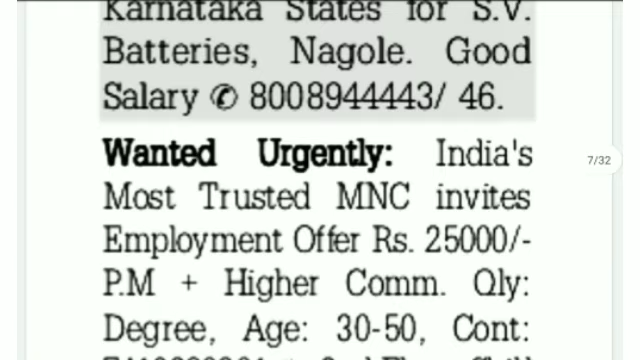 Karnataka States for S.V.
Batteries, Nagole. Good
Salary ✆ 8008944443/ 46.
Wanted Urgently: India's
Most Trusted MNC invites
Employment Offer Rs. 25000/-
P.M + Higher Comm. Qly:
Degree, Age: 30-50, Cont:
7/32